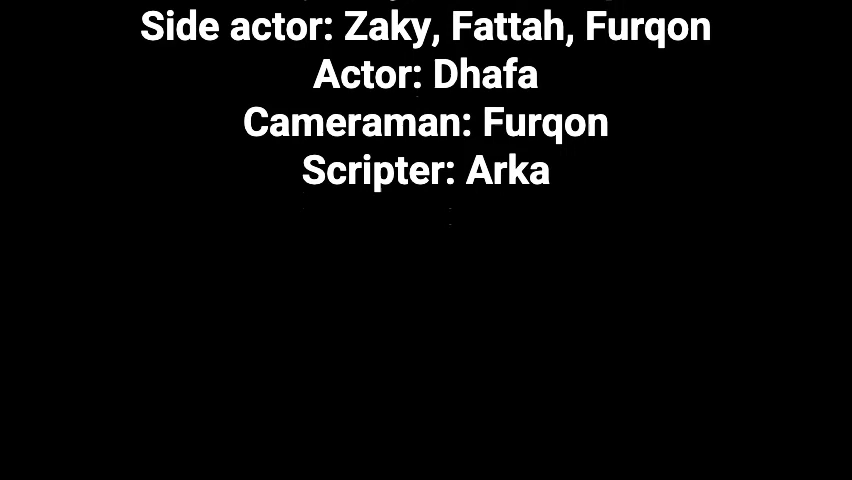 Side actor: Zaky, Fattah, Furqon
Actor: Dhafa
Cameraman: Furqon
Scripter: Arka